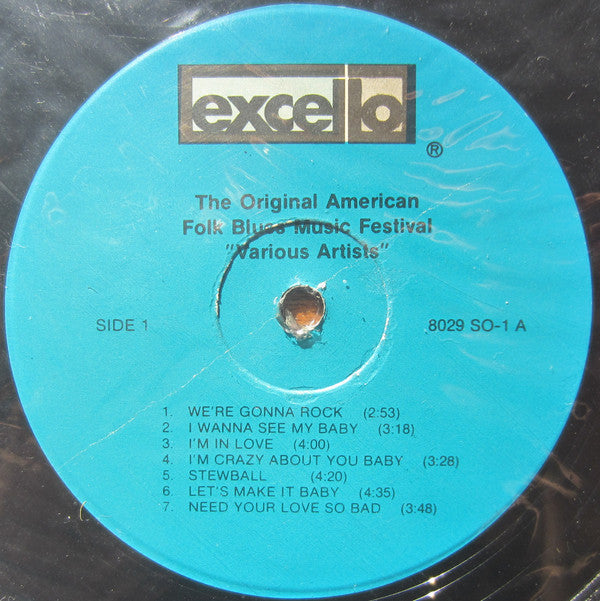 excello
®
The Original American
Folk Blues Music Festival
"Various Artists"
SIDE 1 8029 SO-1 A
1. WE'RE GONNA ROCK (2:53)
2. I WANNA SEE MY BABY (3:18)
3. I'M IN LOVE (4:00)
4. I'M CRAZY ABOUT YOU BABY (3:28)
5. STEWBALL (4:20)
6. LET'S MAKE IT BABY (4:35)
7. NEED YOUR LOVE SO BAD (3:48)